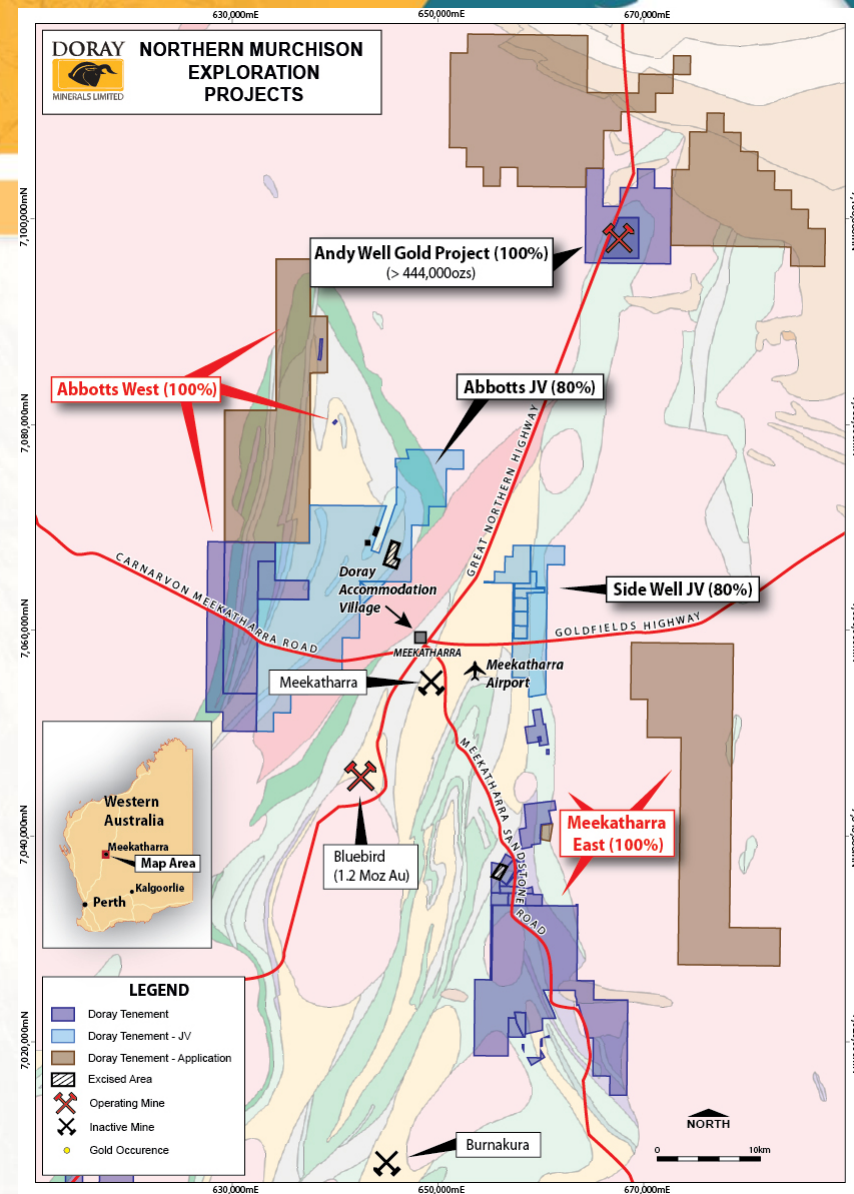 630,000mE
650,000mE
670,000mE
DORAY
MINERALS LIMITED
NORTHERN MURCHISON
EXPLORATION
PROJECTS
7,100,000mN
Andy Well Gold Project (100%)
(> 444,000ozs)
Abbotts West (100%)
Abbotts JV (80%)
7,080,000mN
GREAT NORTHERN HIGHWAY
CARNARVON MEEKATHARRA ROAD
Doray
Accommodation
Village
Side Well JV (80%)
7,060,000mN
GOLDFIELDS HIGHWAY
MEEKATHARRA
Meekatharra
Meekatharra
Airport
MEEKATHARRA SANDSTONE ROAD
Western
Australia
Meekatharra
Map Area
Kalgoorlie
Perth
7,040,000mN
Bluebird
(1.2 Moz Au)
Meekatharra
East (100%)
LEGEND
Doray Tenement
Doray Tenement - JV
Doray Tenement - Application
Excised Area
Operating Mine
Inactive Mine
Gold Occurence
7,020,000mN
Burnakura
NORTH
0 10km
630,000mE
650,000mE
670,000mE